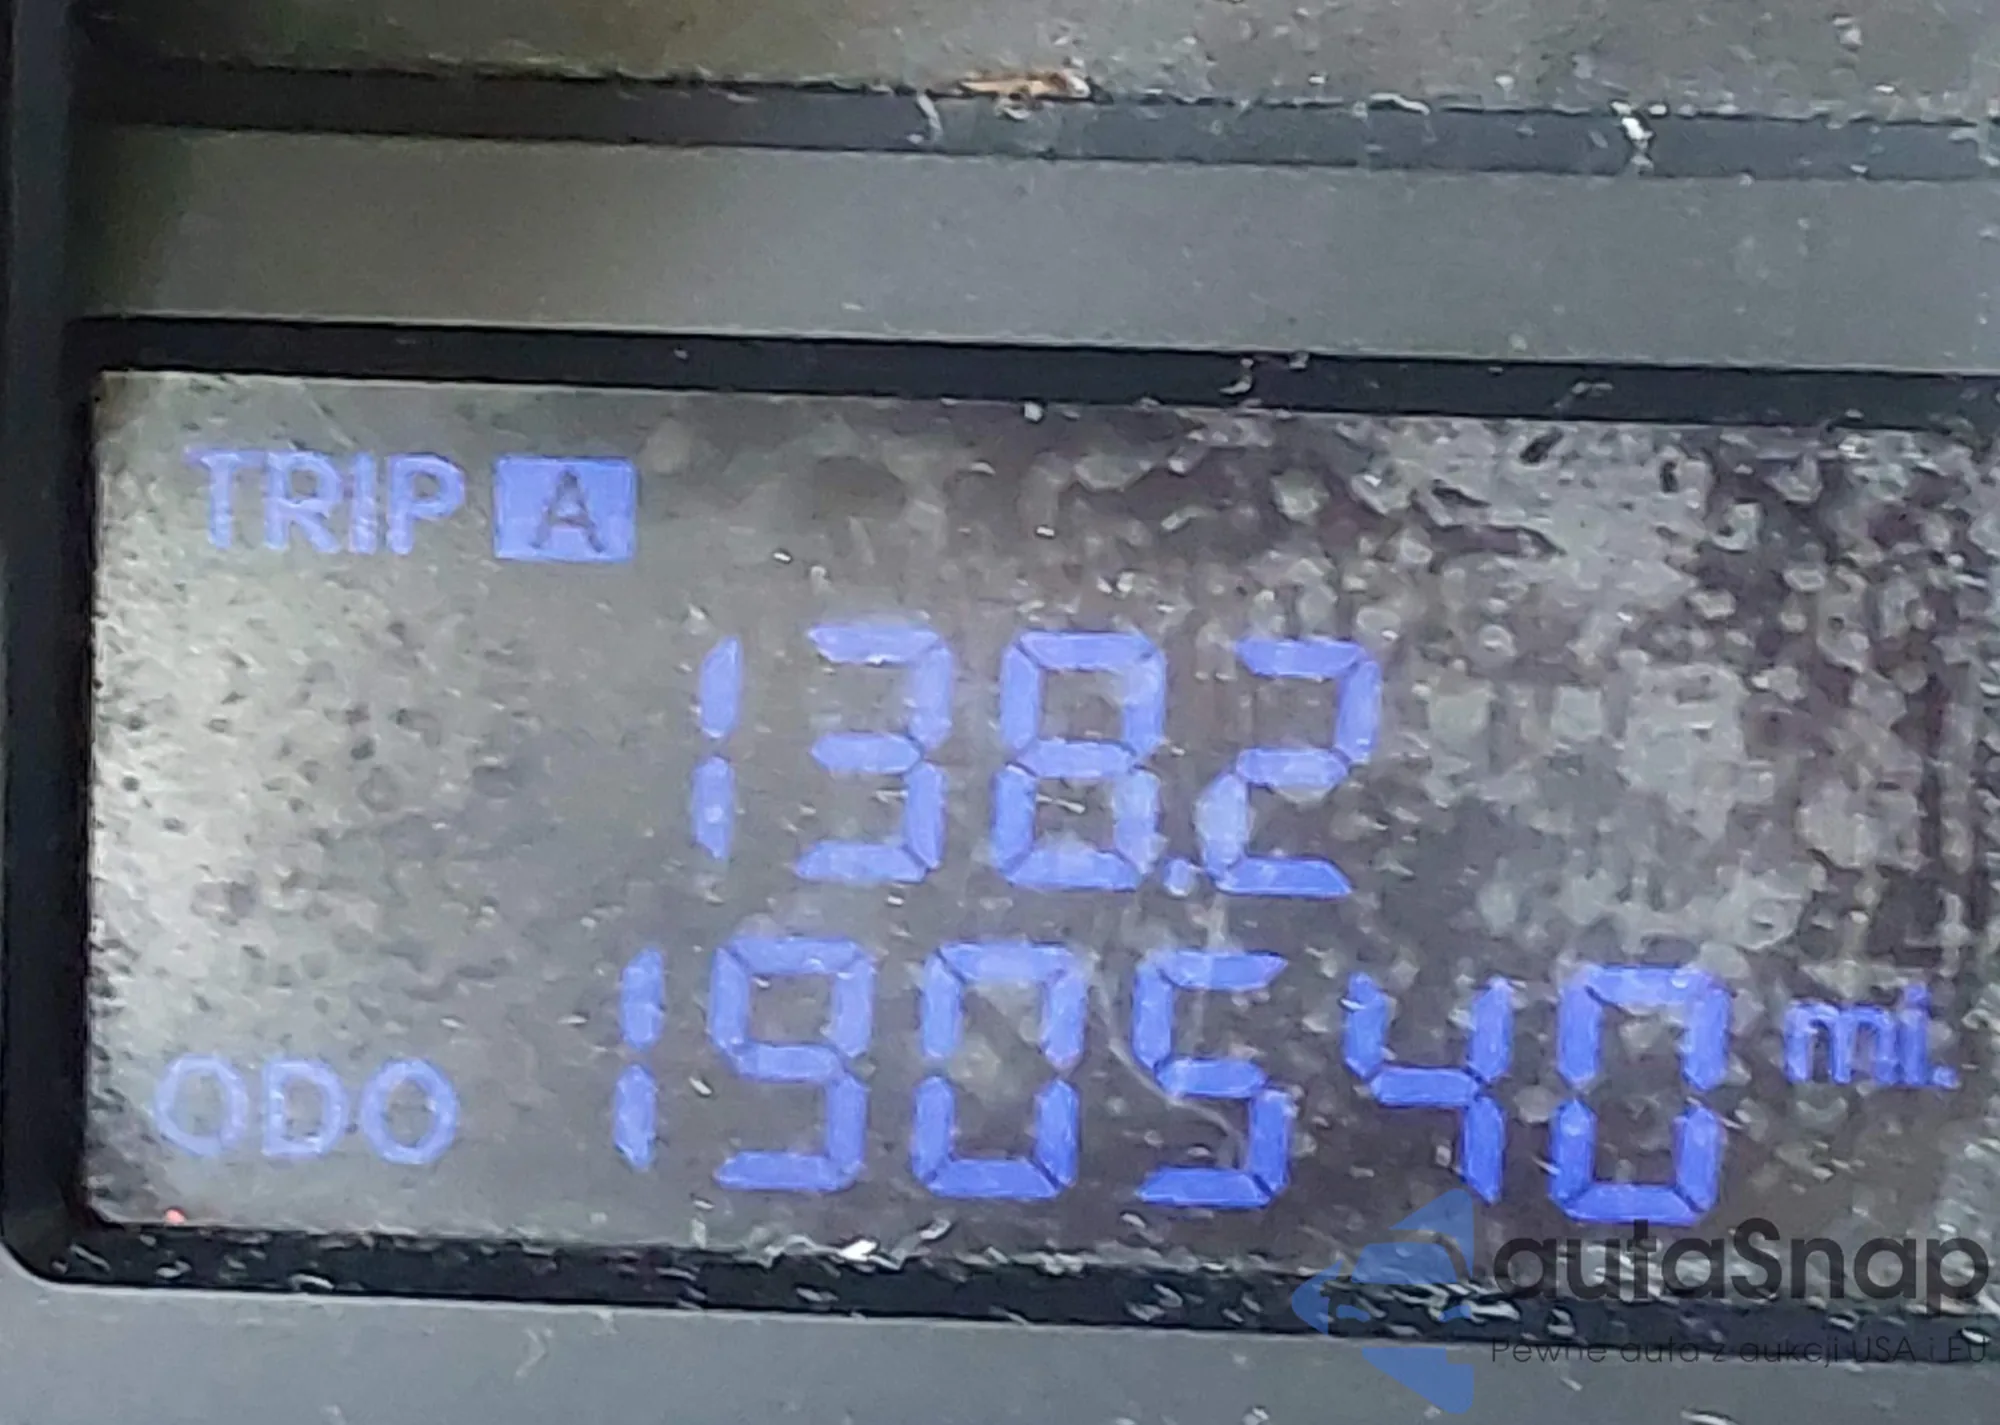 TRIP A
138.2
ODO 190540 mi.
autaSnap
Pewne auta z aukcji USA i EU